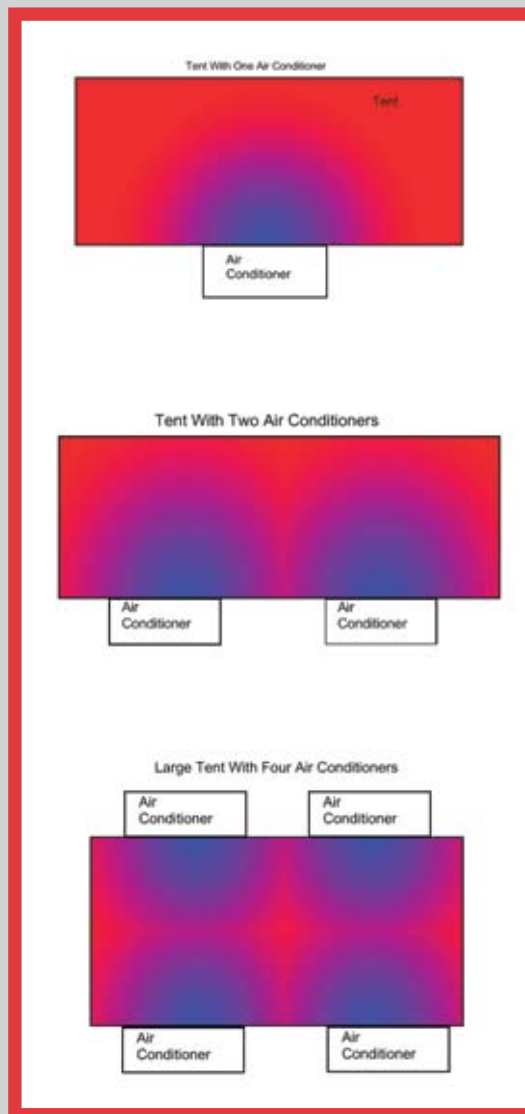 Tent With One Air Conditioner
Tent
Air
Conditioner
Tent With Two Air Conditioners
Air
Conditioner
Air
Conditioner
Large Tent With Four Air Conditioners
Air
Conditioner
Air
Conditioner
Air
Conditioner
Air
Conditioner